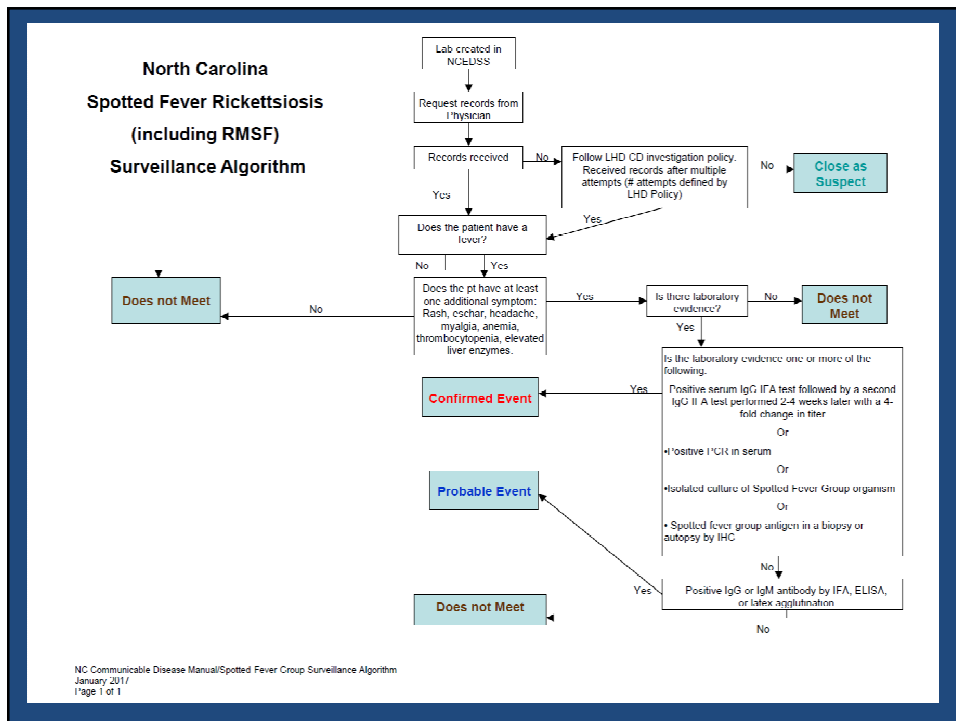 North Carolina
Spotted Fever Rickettsiosis
(including RMSF)
Surveillance Algorithm
Lab created in
NCEDSS
Request records from
Physician
Records received
No
Follow LHD CD investigation policy.
Received records after multiple
attempts (# attempts defined by
LHD Policy)
No
Close as
Suspect
Yes
Yes
Does the patient have a
fever?
No
Yes
Does not Meet
No
Does the pt have at least
one additional symptom:
Rash, eschar, headache,
myalgia, anemia,
thrombocytopenia, elevated
liver enzymes.
Yes
Is there laboratory
evidence?
No
Does not
Meet
Yes
Is the laboratory evidence one or more of the
following.
Positive serum IgG IFA test followed by a second
IgG IFA test performed 2-4 weeks later with a 4-
fold change in titer
Or
•Positive PCR in serum
Or
•Isolated culture of Spotted Fever Group organism
Or
• Spotted fever group antigen in a biopsy or
autopsy by IHC
Yes
Confirmed Event
Probable Event
No
Yes
Positive IgG or IgM antibody by IFA, ELISA,
or latex agglutination
Does not Meet
No
NC Communicable Disease Manual/Spotted Fever Group Surveillance Algorithm
January 2017
Page 1 of 1